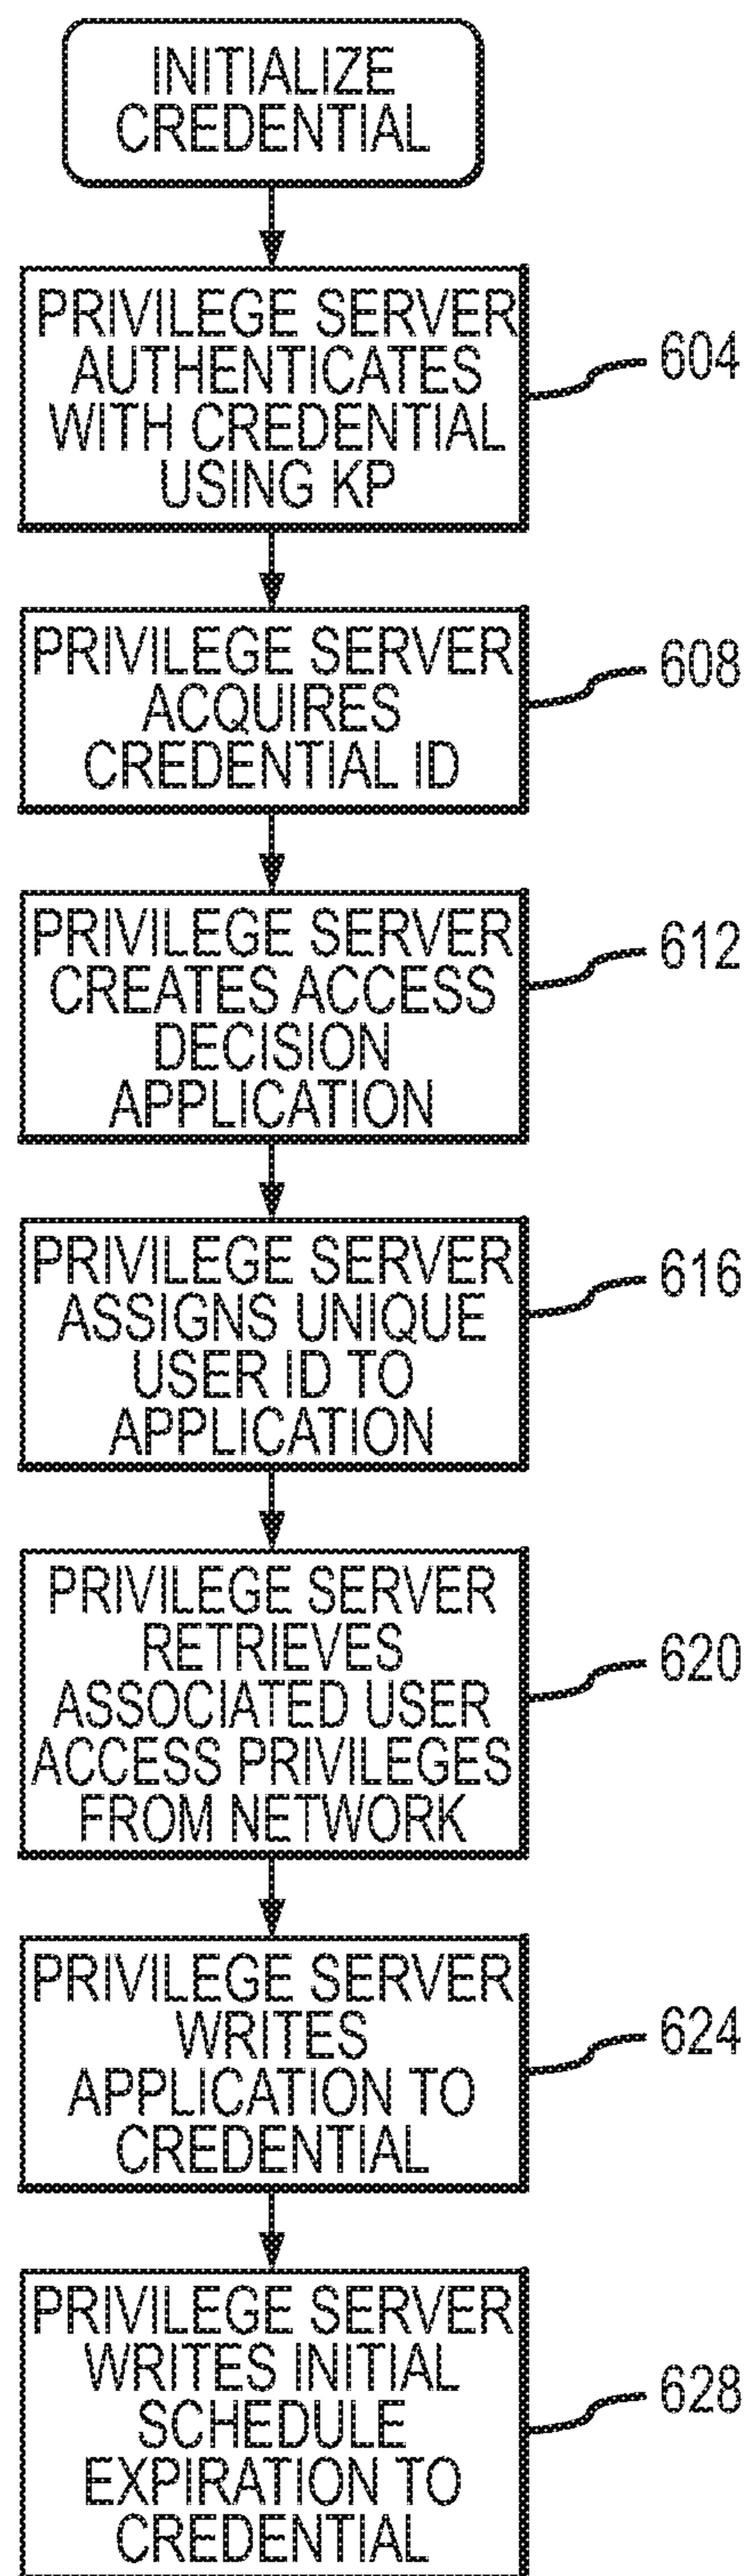 INITIALIZE
CREDENTIAL
PRIVILEGE SERVER
AUTHENTICATES
WITH CREDENTIAL
USING KP
604
PRIVILEGE SERVER
ACQUIRES
CREDENTIAL ID
608
PRIVILEGE SERVER
CREATES ACCESS
DECISION
APPLICATION
612
PRIVILEGE SERVER
ASSIGNS UNIQUE
USER ID TO
APPLICATION
616
PRIVILEGE SERVER
RETRIEVES
ASSOCIATED USER
ACCESS PRIVILEGES
FROM NETWORK
620
PRIVILEGE SERVER
WRITES
APPLICATION TO
CREDENTIAL
624
PRIVILEGE SERVER
WRITES INITIAL
SCHEDULE
EXPIRATION TO
CREDENTIAL
628